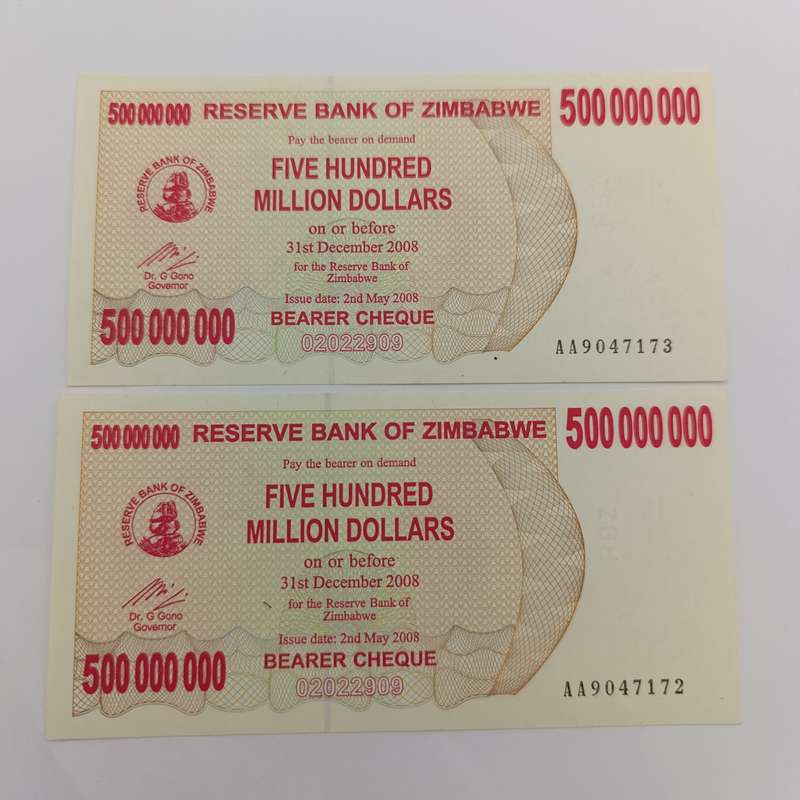 500 000 000 RESERVE BANK OF ZIMBABWE 500 000 000
Pay the bearer on demand
FIVE HUNDRED
MILLION DOLLARS
RESERVE BANK OF ZIMBABWE
on or before
31st December 2008
for the Reserve Bank of
Zimbabwe
Dr. G Gono
Governor
Issue date: 2nd May 2008
500 000 000 BEARER CHEQUE
02022909
AA9047173
500 000 000 RESERVE BANK OF ZIMBABWE 500 000 000
Pay the bearer on demand
FIVE HUNDRED
MILLION DOLLARS
RESERVE BANK OF ZIMBABWE
on or before
31st December 2008
for the Reserve Bank of
Zimbabwe
Dr. G Gono
Governor
Issue date: 2nd May 2008
500 000 000 BEARER CHEQUE
02022909
AA9047172